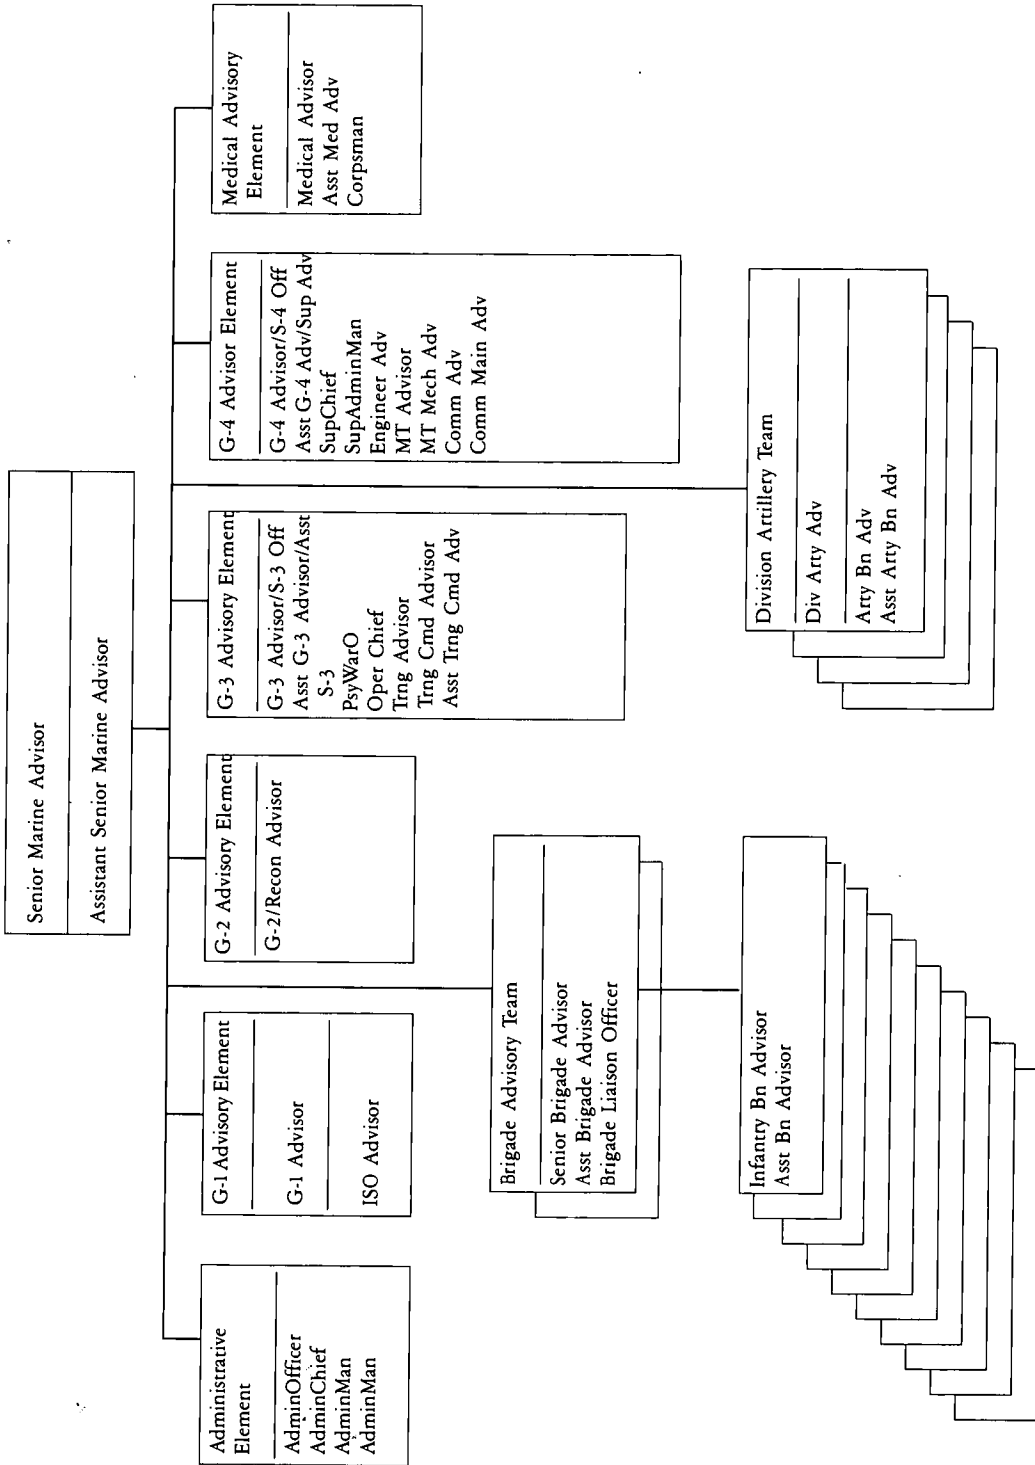 Senior Marine Advisor
Assistant Senior Marine Advisor
Administrative
Element
AdminOfficer
AdminChief
AdminMan
AdminMan
G-1 Advisory Element
G-1 Advisor
ISO Advisor
G-2 Advisory Element
G-2/Recon Advisor
G-3 Advisory Element
G-3 Advisor/S-3 Off
Asst G-3 Advisor/Asst
S-3
PsyWarO
Oper Chief
Trng Advisor
Trng Cmd Advisor
Asst Trng Cmd Adv
G-4 Advisor Element
G-4 Advisor/S-4 Off
Asst G-4 Adv/Sup Adv
SupChief
SupAdminMan
Engineer Adv
MT Advisor
MT Mech Adv
Comm Adv
Comm Main Adv
Medical Advisory
Element
Medical Advisor
Asst Med Adv
Corpsman
Brigade Advisory Team
Senior Brigade Advisor
Asst Brigade Advisor
Brigade Liaison Officer
Division Artillery Team
Div Arty Adv
Arty Bn Adv
Asst Arty Bn Adv
Infantry Bn Advisor
Asst Bn Advisor